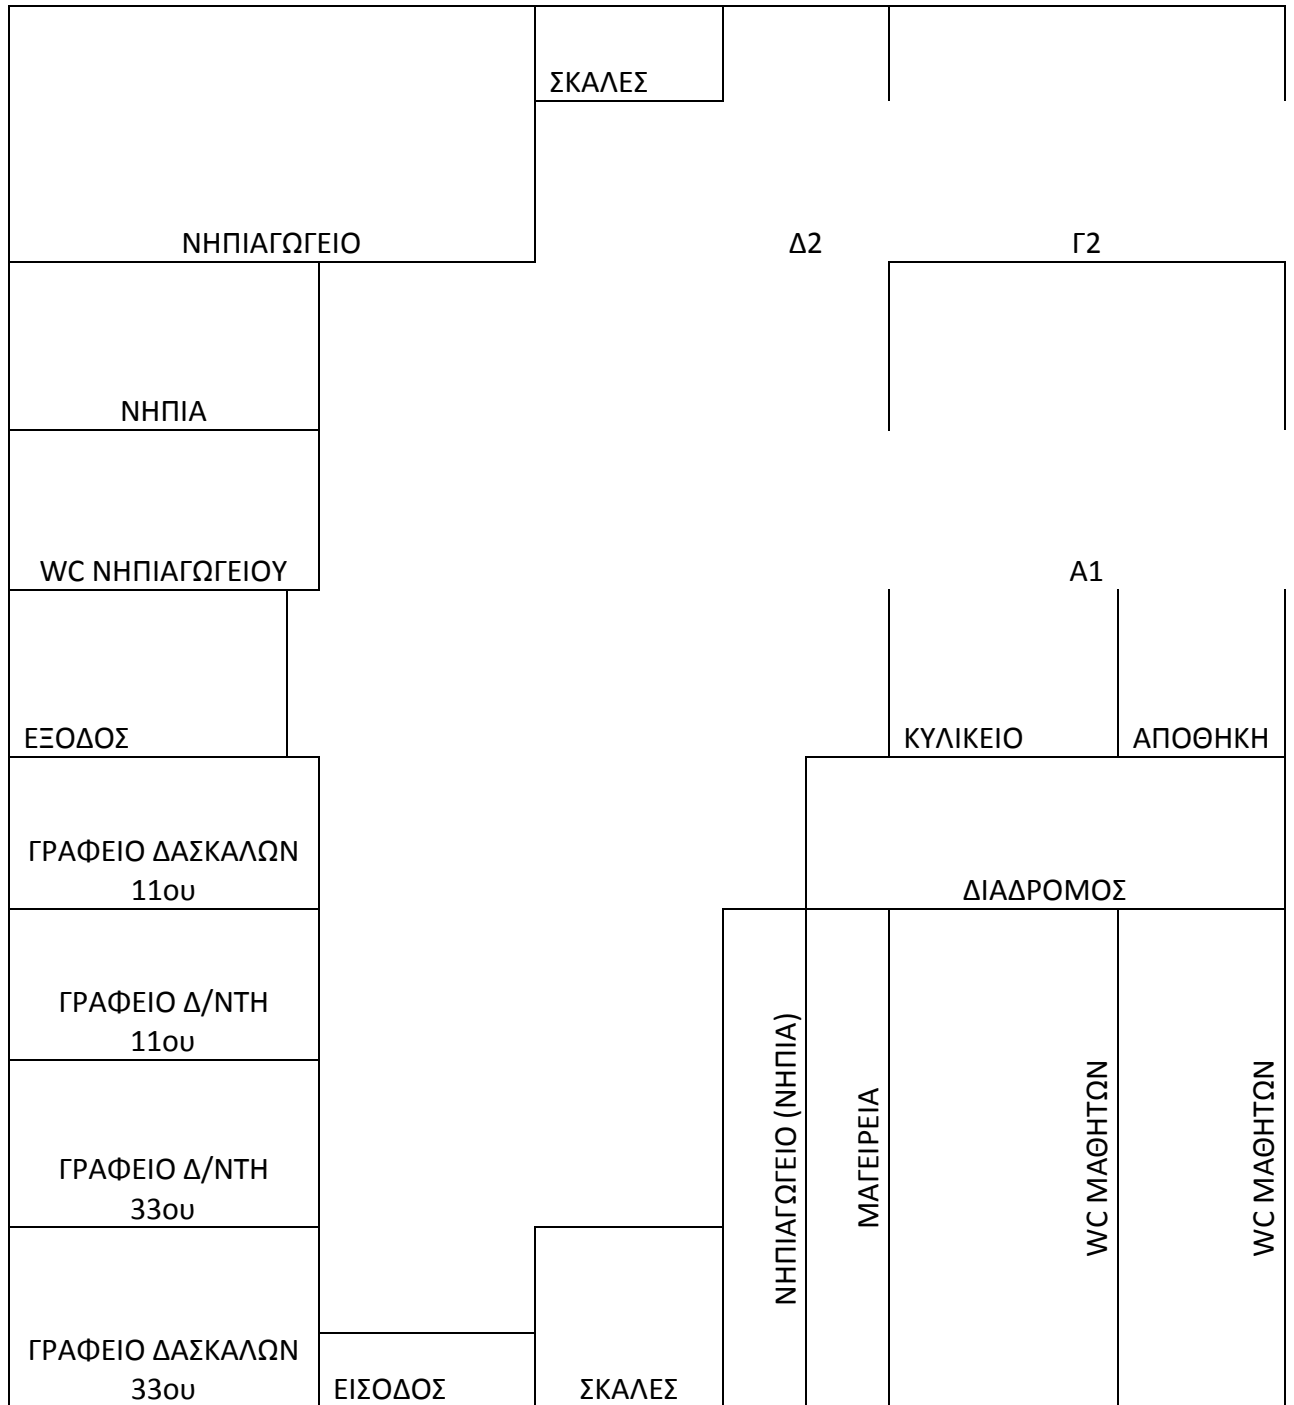 ΣΚΑΛΕΣ
ΝΗΠΙΑΓΩΓΕΙΟ
Δ2
Γ2
ΝΗΠΙΑ
WC ΝΗΠΙΑΓΩΓΕΙΟΥ
Α1
ΕΞΟΔΟΣ
ΚΥΛΙΚΕΙΟ
ΑΠΟΘΗΚΗ
ΓΡΑΦΕΙΟ ΔΑΣΚΑΛΩΝ
11ου
ΔΙΑΔΡΟΜΟΣ
ΓΡΑΦΕΙΟ Δ/ΝΤΗ
11ου
ΝΗΠΙΑΓΩΓΕΙΟ (ΝΗΠΙΑ)
ΜΑΓΕΙΡΕΙΑ
WC ΜΑΘΗΤΩΝ
WC ΜΑΘΗΤΩΝ
ΓΡΑΦΕΙΟ Δ/ΝΤΗ
33ου
ΓΡΑΦΕΙΟ ΔΑΣΚΑΛΩΝ
33ου
ΕΙΣΟΔΟΣ
ΣΚΑΛΕΣ